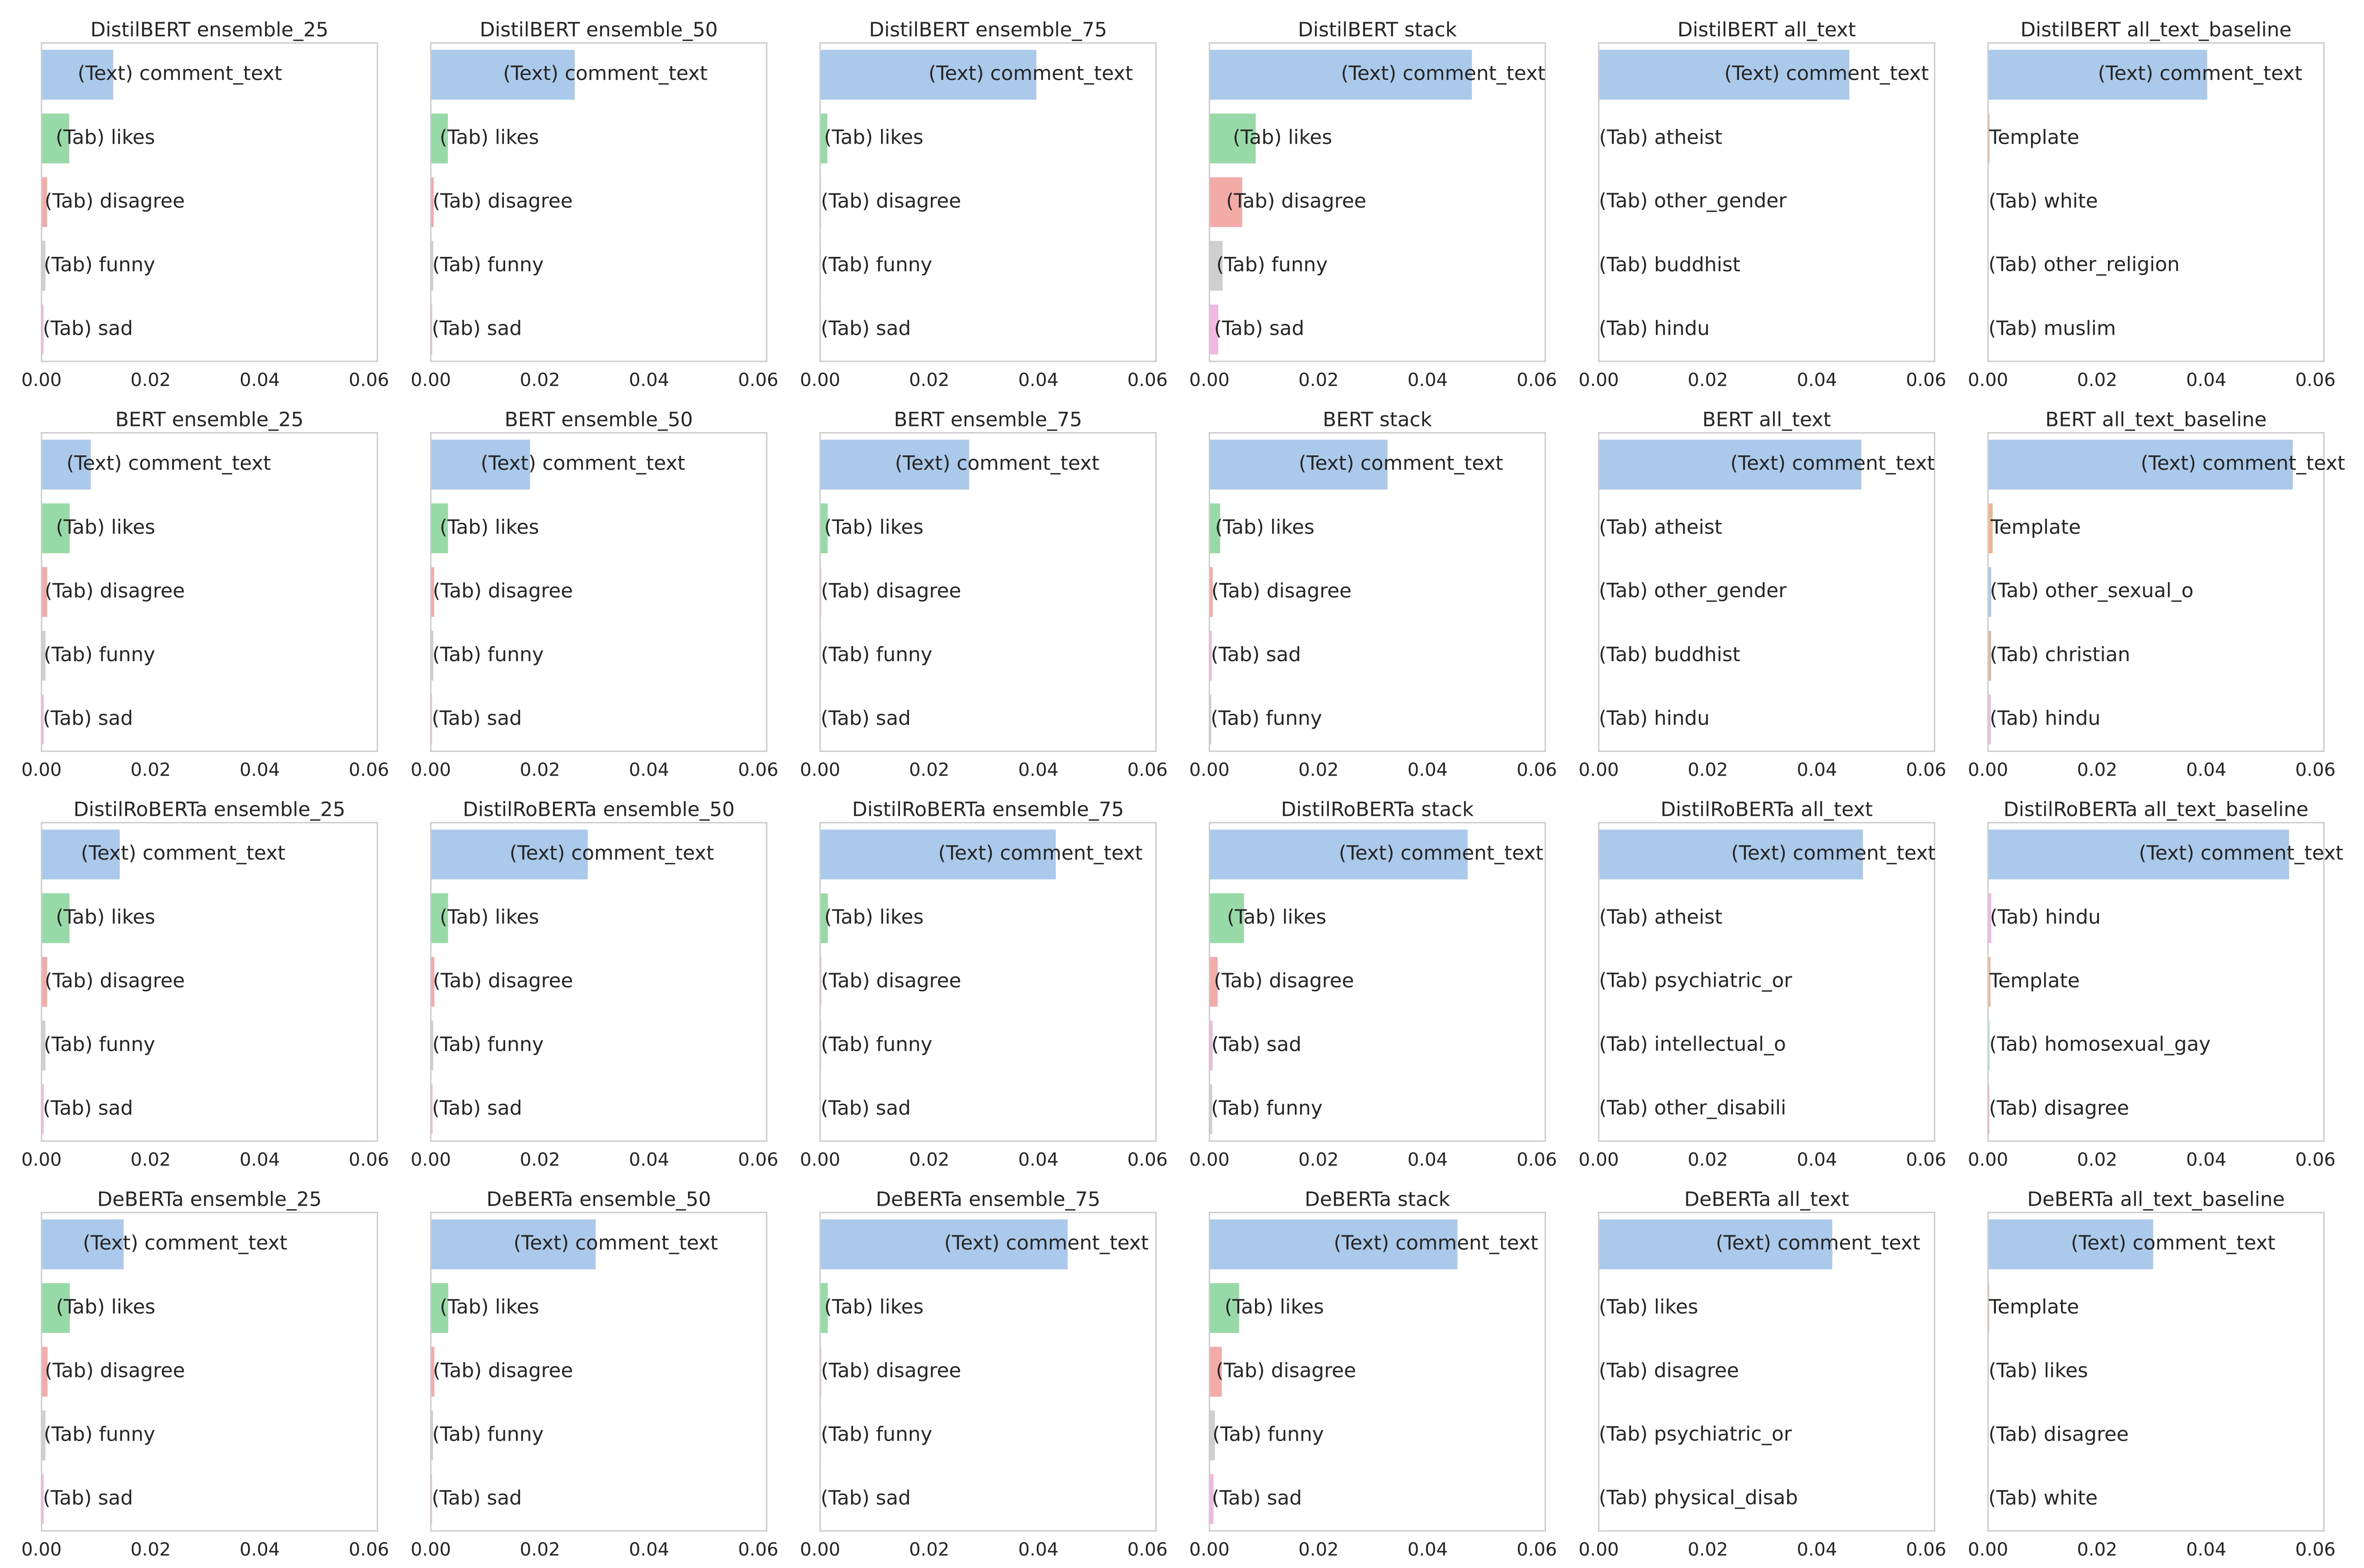 DistilBERT ensemble_25
(Text) comment_text
(Tab) likes
(Tab) disagree
(Tab) funny
(Tab) sad
0.00 0.02 0.04 0.06
DistilBERT ensemble_50
(Text) comment_text
(Tab) likes
(Tab) disagree
(Tab) funny
(Tab) sad
0.00 0.02 0.04 0.06
DistilBERT ensemble_75
(Text) comment_text
(Tab) likes
(Tab) disagree
(Tab) funny
(Tab) sad
0.00 0.02 0.04 0.06
DistilBERT stack
(Text) comment_text
(Tab) likes
(Tab) disagree
(Tab) funny
(Tab) sad
0.00 0.02 0.04 0.06
DistilBERT all_text
(Text) comment_text
(Tab) atheist
(Tab) other_gender
(Tab) buddhist
(Tab) hindu
0.00 0.02 0.04 0.06
DistilBERT all_text_baseline
(Text) comment_text
Template
(Tab) white
(Tab) other_religion
(Tab) muslim
0.00 0.02 0.04 0.06
BERT ensemble_25
(Text) comment_text
(Tab) likes
(Tab) disagree
(Tab) funny
(Tab) sad
0.00 0.02 0.04 0.06
BERT ensemble_50
(Text) comment_text
(Tab) likes
(Tab) disagree
(Tab) funny
(Tab) sad
0.00 0.02 0.04 0.06
BERT ensemble_75
(Text) comment_text
(Tab) likes
(Tab) disagree
(Tab) funny
(Tab) sad
0.00 0.02 0.04 0.06
BERT stack
(Text) comment_text
(Tab) likes
(Tab) disagree
(Tab) sad
(Tab) funny
0.00 0.02 0.04 0.06
BERT all_text
(Text) comment_text
(Tab) atheist
(Tab) other_gender
(Tab) buddhist
(Tab) hindu
0.00 0.02 0.04 0.06
BERT all_text_baseline
(Text) comment_text
Template
(Tab) other_sexual_o
(Tab) christian
(Tab) hindu
0.00 0.02 0.04 0.06
DistilRoBERTa ensemble_25
(Text) comment_text
(Tab) likes
(Tab) disagree
(Tab) funny
(Tab) sad
0.00 0.02 0.04 0.06
DistilRoBERTa ensemble_50
(Text) comment_text
(Tab) likes
(Tab) disagree
(Tab) funny
(Tab) sad
0.00 0.02 0.04 0.06
DistilRoBERTa ensemble_75
(Text) comment_text
(Tab) likes
(Tab) disagree
(Tab) funny
(Tab) sad
0.00 0.02 0.04 0.06
DistilRoBERTa stack
(Text) comment_text
(Tab) likes
(Tab) disagree
(Tab) sad
(Tab) funny
0.00 0.02 0.04 0.06
DistilRoBERTa all_text
(Text) comment_text
(Tab) atheist
(Tab) psychiatric_or
(Tab) intellectual_o
(Tab) other_disabili
0.00 0.02 0.04 0.06
DistilRoBERTa all_text_baseline
(Text) comment_text
(Tab) hindu
Template
(Tab) homosexual_gay
(Tab) disagree
0.00 0.02 0.04 0.06
DeBERTa ensemble_25
(Text) comment_text
(Tab) likes
(Tab) disagree
(Tab) funny
(Tab) sad
0.00 0.02 0.04 0.06
DeBERTa ensemble_50
(Text) comment_text
(Tab) likes
(Tab) disagree
(Tab) funny
(Tab) sad
0.00 0.02 0.04 0.06
DeBERTa ensemble_75
(Text) comment_text
(Tab) likes
(Tab) disagree
(Tab) funny
(Tab) sad
0.00 0.02 0.04 0.06
DeBERTa stack
(Text) comment_text
(Tab) likes
(Tab) disagree
(Tab) funny
(Tab) sad
0.00 0.02 0.04 0.06
DeBERTa all_text
(Text) comment_text
(Tab) likes
(Tab) disagree
(Tab) psychiatric_or
(Tab) physical_disab
0.00 0.02 0.04 0.06
DeBERTa all_text_baseline
(Text) comment_text
Template
(Tab) likes
(Tab) disagree
(Tab) white
0.00 0.02 0.04 0.06